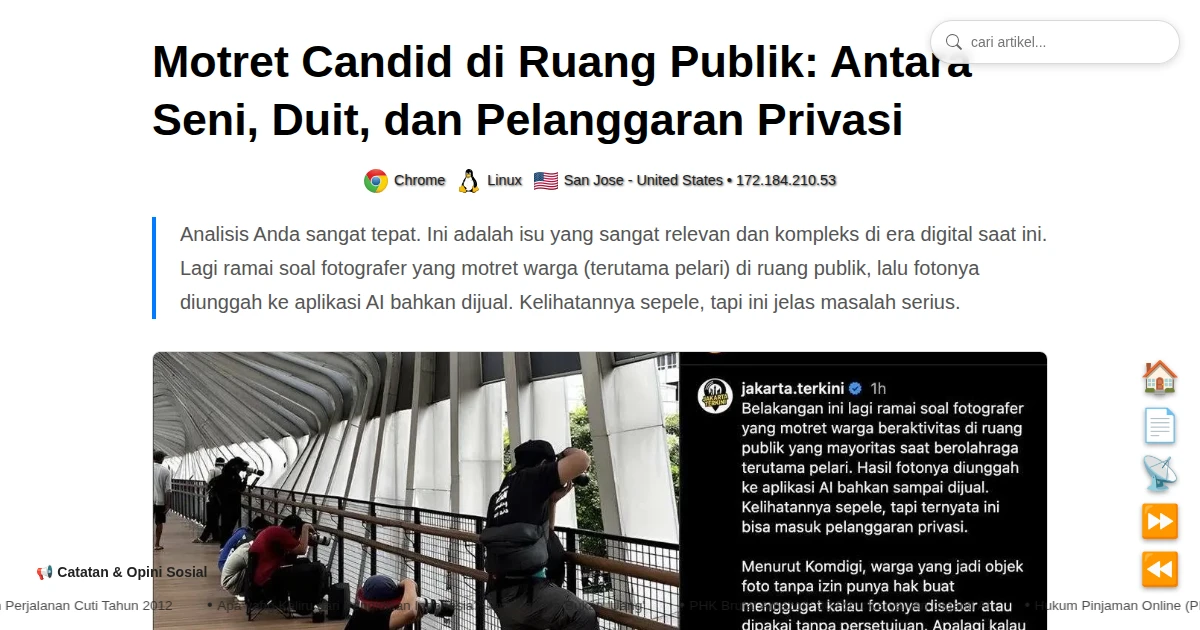 cari artikel...
Motret Candid di Ruang Publik: Antara
Seni, Duit, dan Pelanggaran Privasi
Chrome Linux San Jose - United States • 172.184.210.53
Analisis Anda sangat tepat. Ini adalah isu yang sangat relevan dan kompleks di era digital saat ini.
Lagi ramai soal fotografer yang motret warga (terutama pelari) di ruang publik, lalu fotonya
diunggah ke aplikasi AI bahkan dijual. Kelihatannya sepele, tapi ini jelas masalah serius.
JAKARTA TERKINI
jakarta.terkini 1h
Belakangan ini lagi ramai soal fotografer
yang motret warga beraktivitas di ruang
publik yang mayoritas saat berolahraga
terutama pelari. Hasil fotonya diunggah
ke aplikasi AI bahkan sampai dijual.
Kelihatannya sepele, tapi ternyata ini
bisa masuk pelanggaran privasi.
Menurut Komdigi, warga yang jadi objek
foto tanpa izin punya hak buat
menggugat kalau fotonya disebar atau
dipakai tanpa persetujuan. Apalagi kalau
Catatan & Opini Sosial
Perjalanan Cuti Tahun 2012 • • PHK • Hukum Pinjaman Online